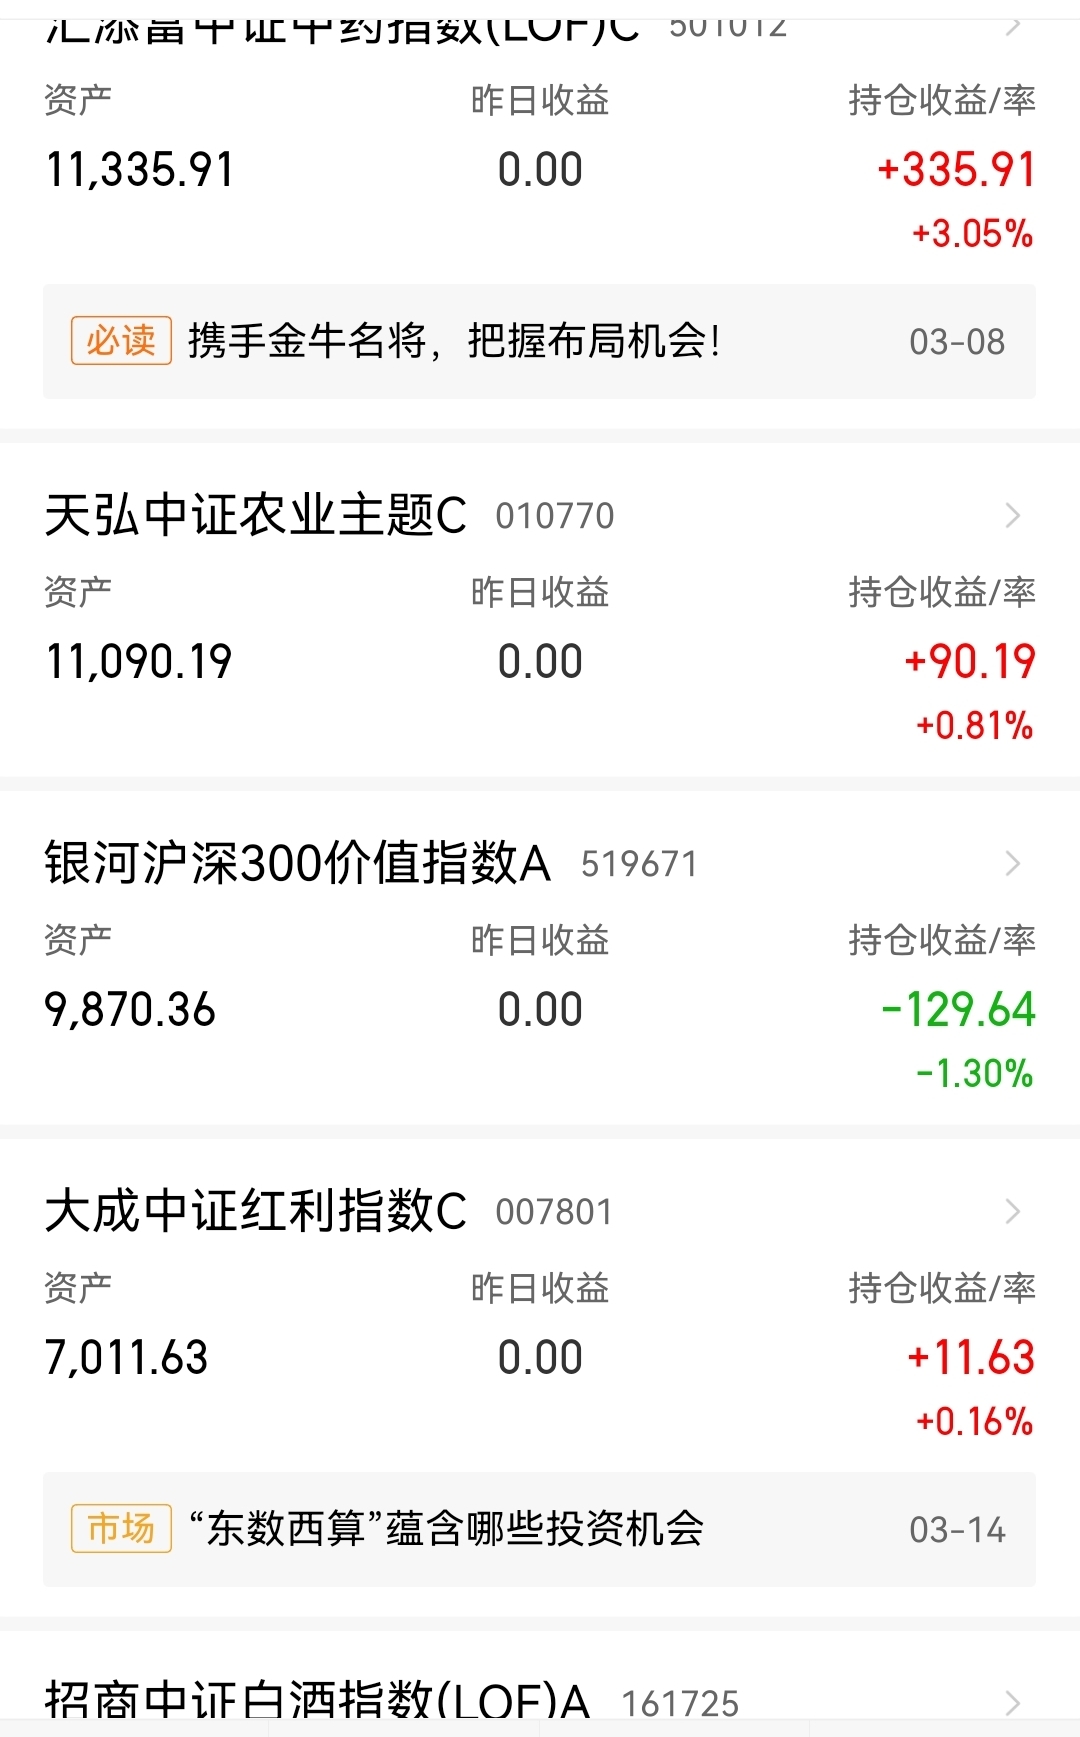 汇添富中证中药指数(LOF)C 501012
资产 昨日收益 持仓收益/率
11,335.91 0.00 +335.91
+3.05%
必读 携手金牛名将，把握布局机会！ 03-08
天弘中证农业主题C 010770
资产 昨日收益 持仓收益/率
11,090.19 0.00 +90.19
+0.81%
银河沪深300价值指数A 519671
资产 昨日收益 持仓收益/率
9,870.36 0.00 -129.64
-1.30%
大成中证红利指数C 007801
资产 昨日收益 持仓收益/率
7,011.63 0.00 +11.63
+0.16%
市场 “东数西算”蕴含哪些投资机会 03-14
招商中证白酒指数(LOF)A 161725